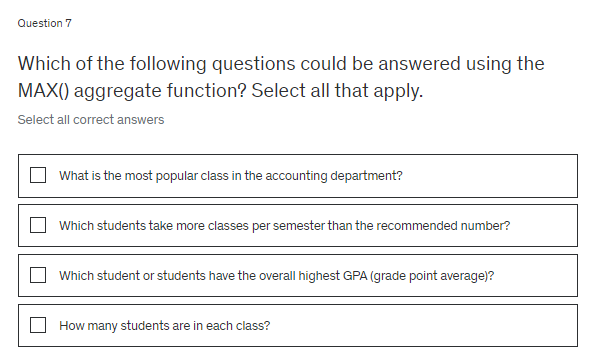 Question 7
Which of the following questions could be answered using the
MAX() aggregate function? Select all that apply.
Select all correct answers
What is the most popular class in the accounting department?
Which students take more classes per semester than the recommended number?
Which student or students have the overall highest GPA (grade point average)?
How many students are in each class?